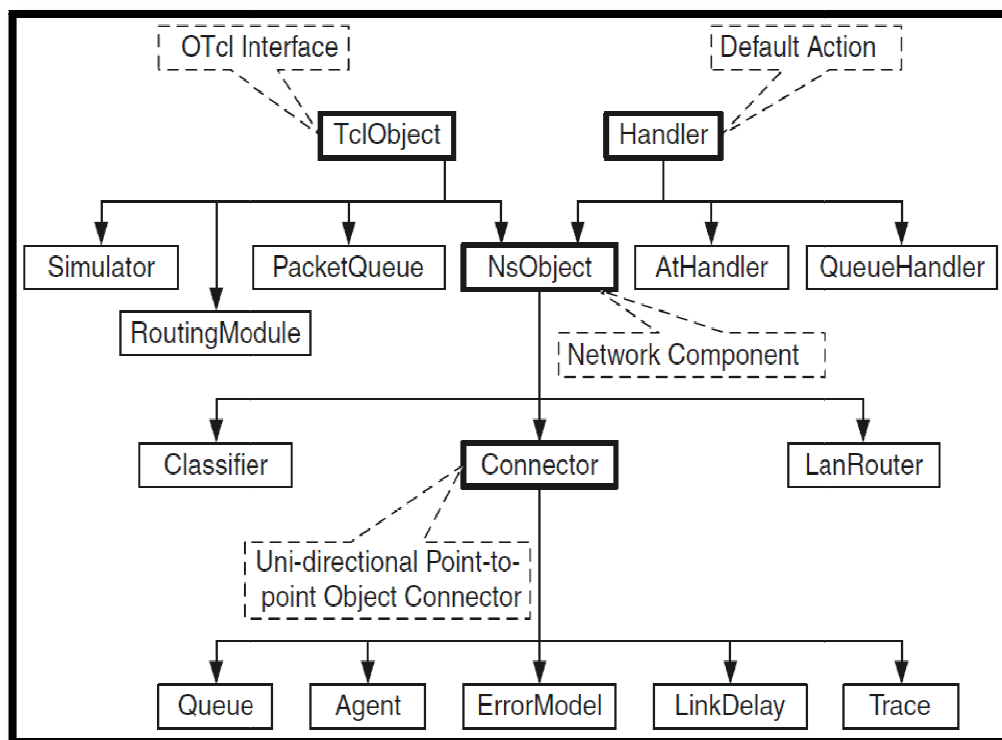 OTcl Interface
Default Action
TclObject
Handler
Simulator
PacketQueue
NsObject
AtHandler
QueueHandler
RoutingModule
Network Component
Classifier
Connector
LanRouter
Uni-directional Point-to-
point Object Connector
Queue
Agent
ErrorModel
LinkDelay
Trace